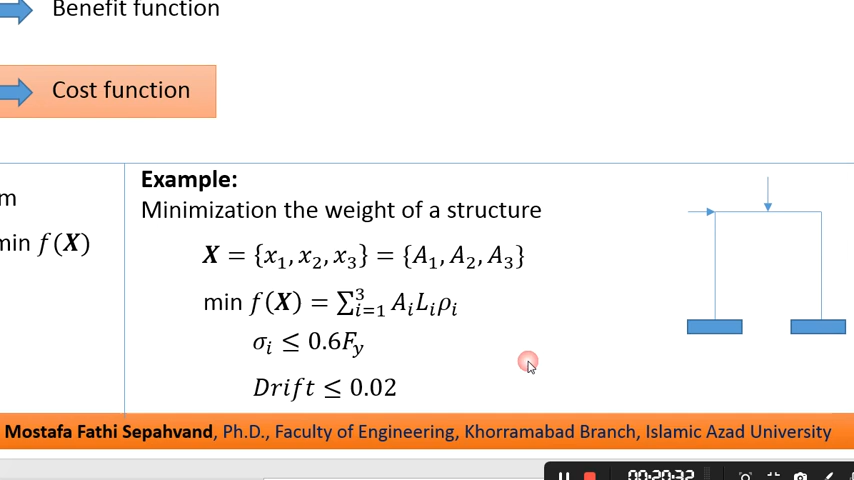 Benefit function
Cost function
Example:
Minimization the weight of a structure
min f(X)
X = {x₁, x₂, x₃} = {A₁, A₂, A₃}
min f(X) = ∑³ᵢ₌₁ AᵢLᵢρᵢ
σᵢ ≤ 0.6F_y
Drift ≤ 0.02
Mostafa Fathi Sepahvand, Ph.D., Faculty of Engineering, Khorramabad Branch, Islamic Azad University
00:20:32